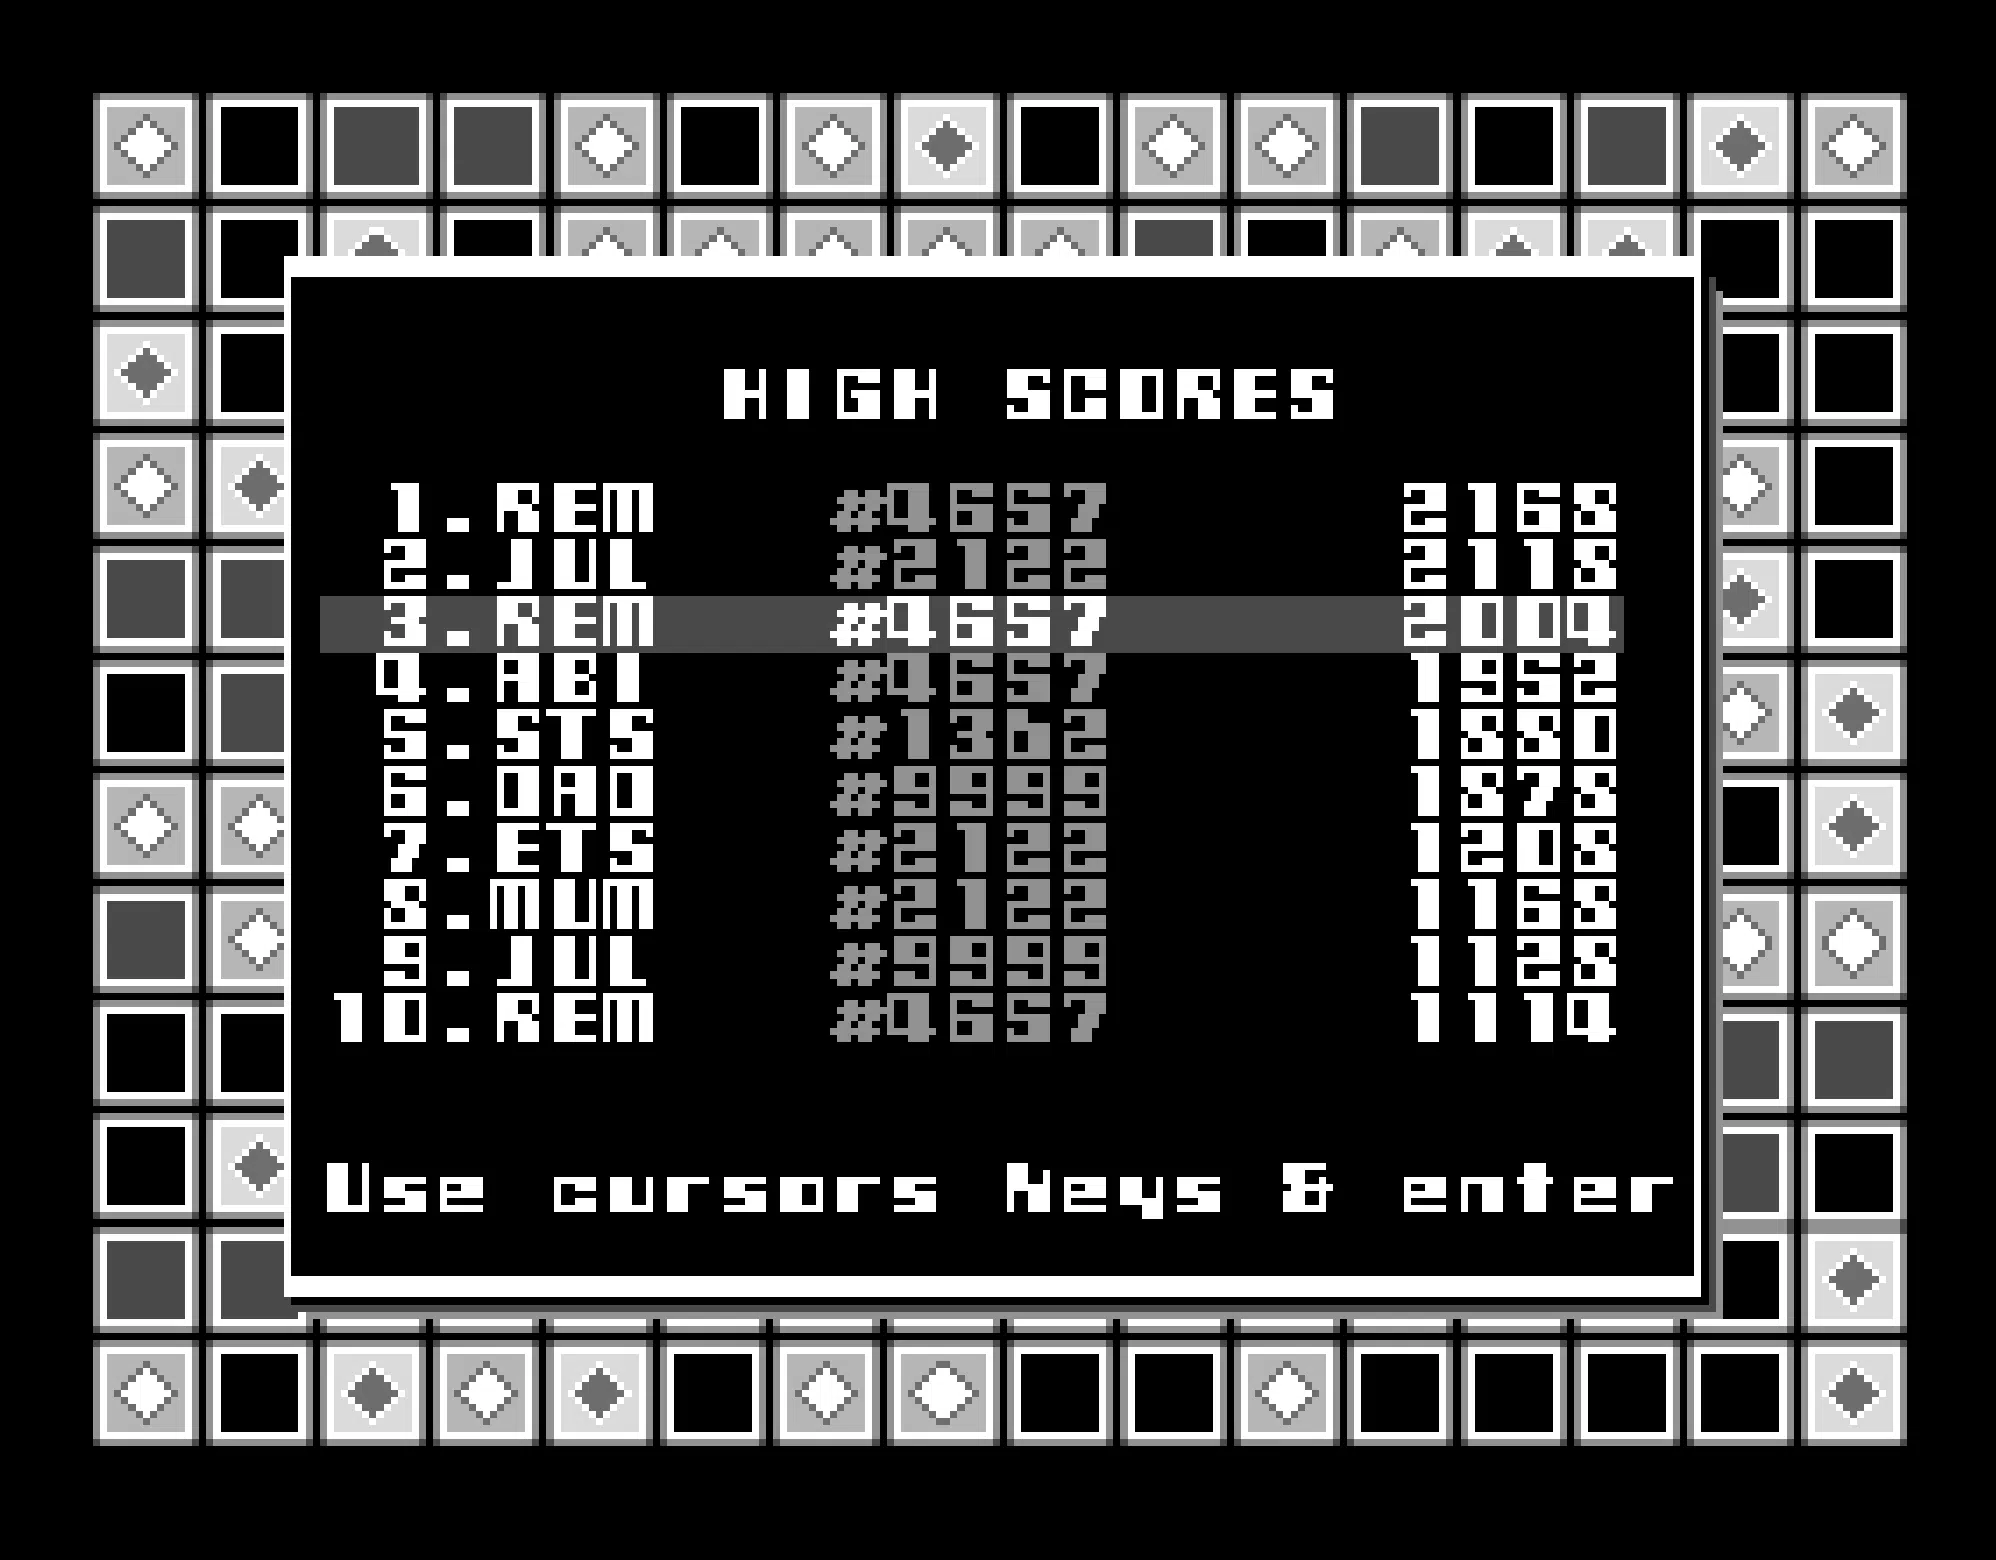 HIGH SCORES
1. REM #4657 2168
2. JUL #2122 2118
3. REM #4657 2004
4. ABI #4657 1952
5. STS #13b2 1880
6. DAD #9999 1878
7. ETS #2122 1208
8. MUM #2122 1168
9. JUL #9999 1128
10. REM #4657 1114
Use cursors Keys & enter